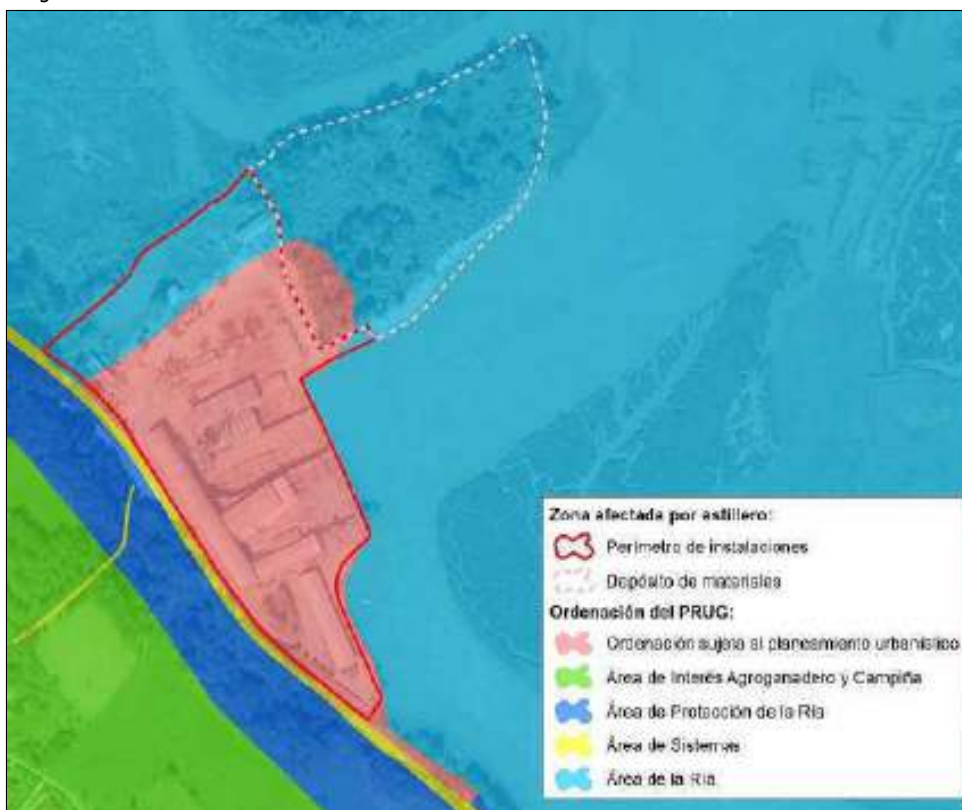 Zona afectada por astillero:
Perímetro de instalaciones
Depósito de materiales
Ordenación del PRUG:
Ordenación sujeta al planeamiento urbanístico
Área de Interés Agroganadero y Campiña
Área de Protección de la Ría
Área de Sistemas
Área de la Ría